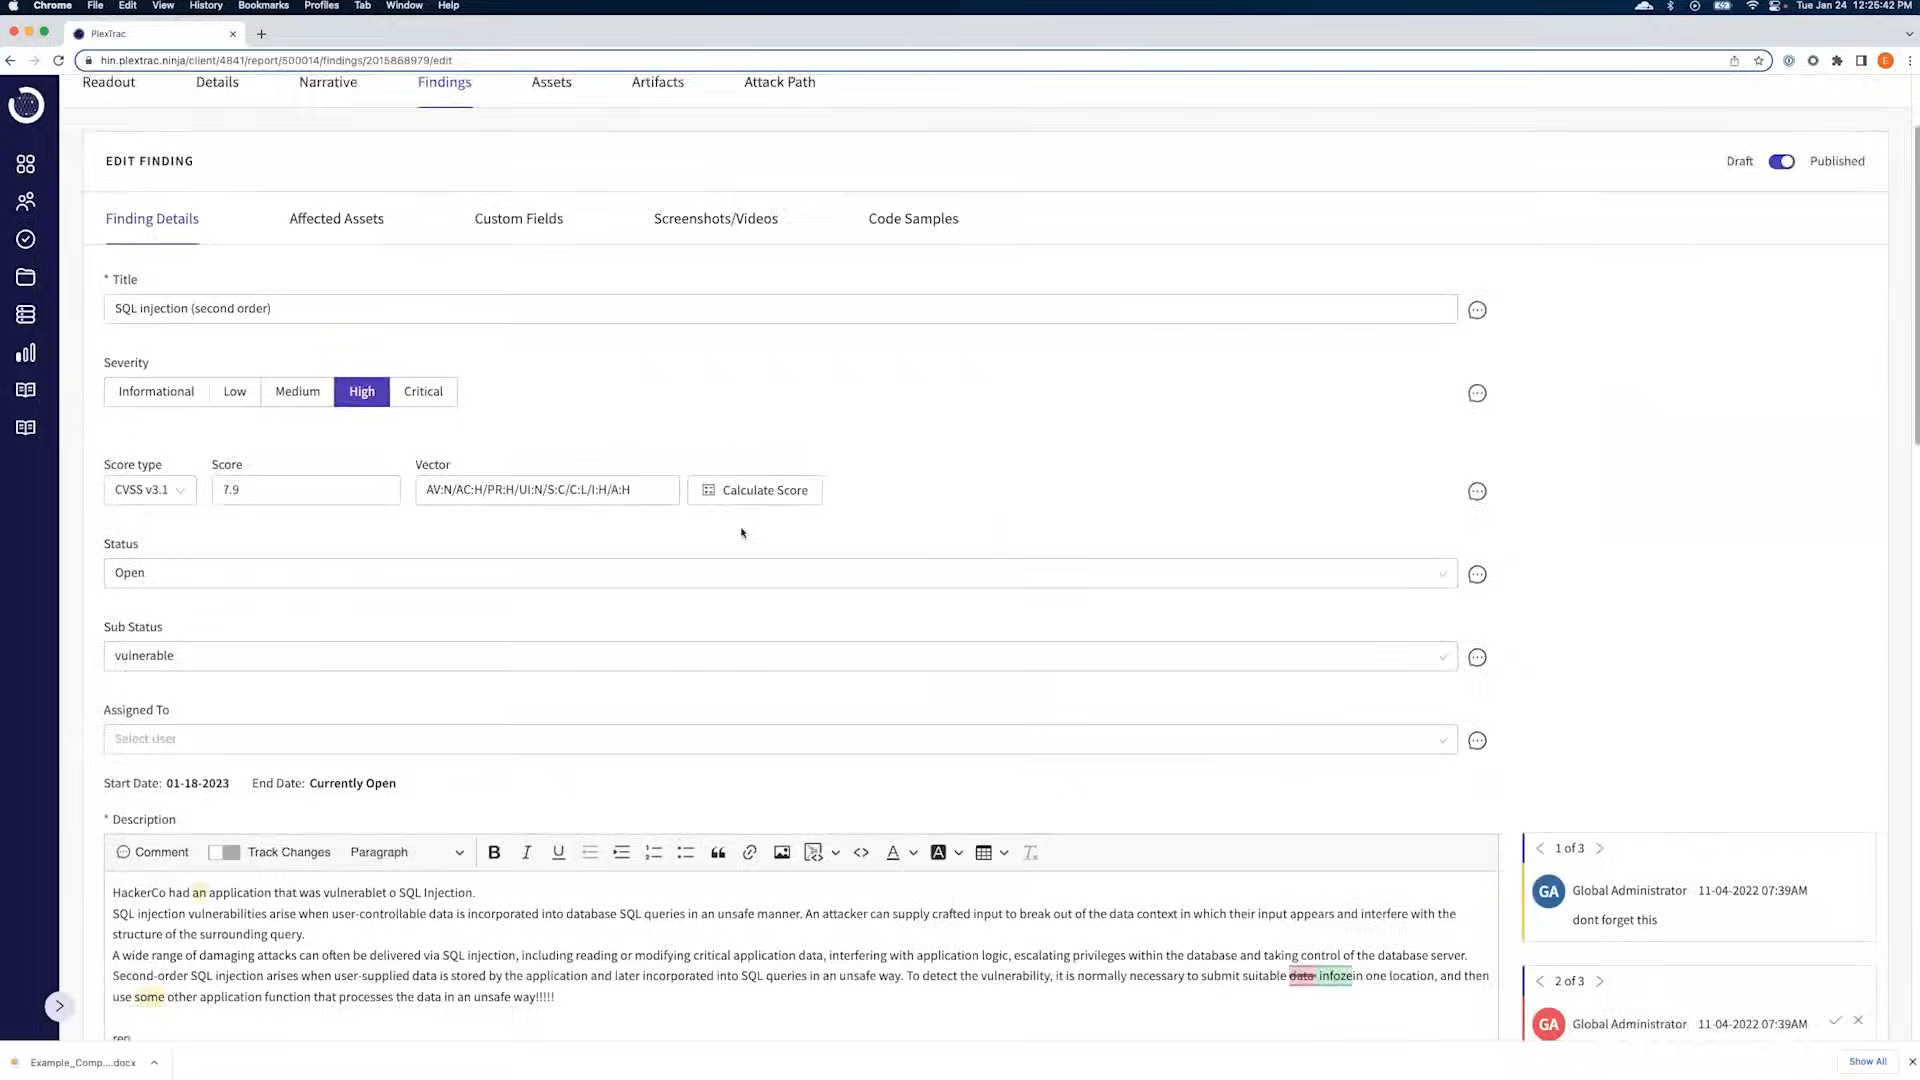 Chrome File Edit View History Bookmarks Profiles Tab Window Help Tue Jan 24 12:25:42 PM
PlexTrac
hin.plextrac.ninja/client/4841/report/500014/findings/2015868979/edit
E
Readout Details Narrative Findings Assets Artifacts Attack Path
EDIT FINDING
Draft Published
Finding Details Affected Assets Custom Fields Screenshots/Videos Code Samples
* Title
SQL injection (second order)
Severity
Informational Low Medium High Critical
Score type Score Vector
CVSS v3.1 7.9 AV:N/AC:H/PR:H/UI:N/S:C/C:L/I:H/A:H Calculate Score
Status
Open
Sub Status
vulnerable
Assigned To
Select User
Start Date: 01-18-2023 End Date: Currently Open
* Description
Comment Track Changes Paragraph B I U A A
HackerCo had an application that was vulnerablet o SQL Injection.
SQL injection vulnerabilities arise when user-controllable data is incorporated into database SQL queries in an unsafe manner. An attacker can supply crafted input to break out of the data context in which their input appears and interfere with the
structure of the surrounding query.
A wide range of damaging attacks can often be delivered via SQL injection, including reading or modifying critical application data, interfering with application logic, escalating privileges within the database and taking control of the database server.
Second-order SQL injection arises when user-supplied data is stored by the application and later incorporated into SQL queries in an unsafe way. To detect the vulnerability, it is normally necessary to submit suitable data infozein one location, and then
use some other application function that processes the data in an unsafe way!!!!!
1 of 3
GA Global Administrator 11-04-2022 07:39AM
dont forget this
2 of 3
GA Global Administrator 11-04-2022 07:39AM
Example_Comp....docx
Show All